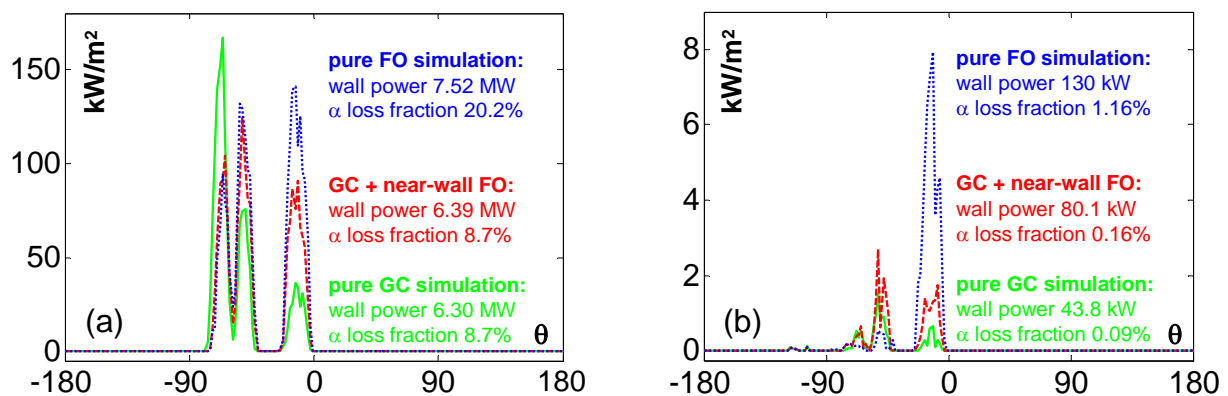 kW/m²
150
100
50
0
pure FO simulation:
wall power 7.52 MW
α loss fraction 20.2%
GC + near-wall FO:
wall power 6.39 MW
α loss fraction 8.7%
pure GC simulation:
wall power 6.30 MW
α loss fraction 8.7%
(a)
θ
-180 -90 0 90 180
kW/m²
8
6
4
2
0
pure FO simulation:
wall power 130 kW
α loss fraction 1.16%
GC + near-wall FO:
wall power 80.1 kW
α loss fraction 0.16%
pure GC simulation:
wall power 43.8 kW
α loss fraction 0.09%
(b)
θ
-180 -90 0 90 180